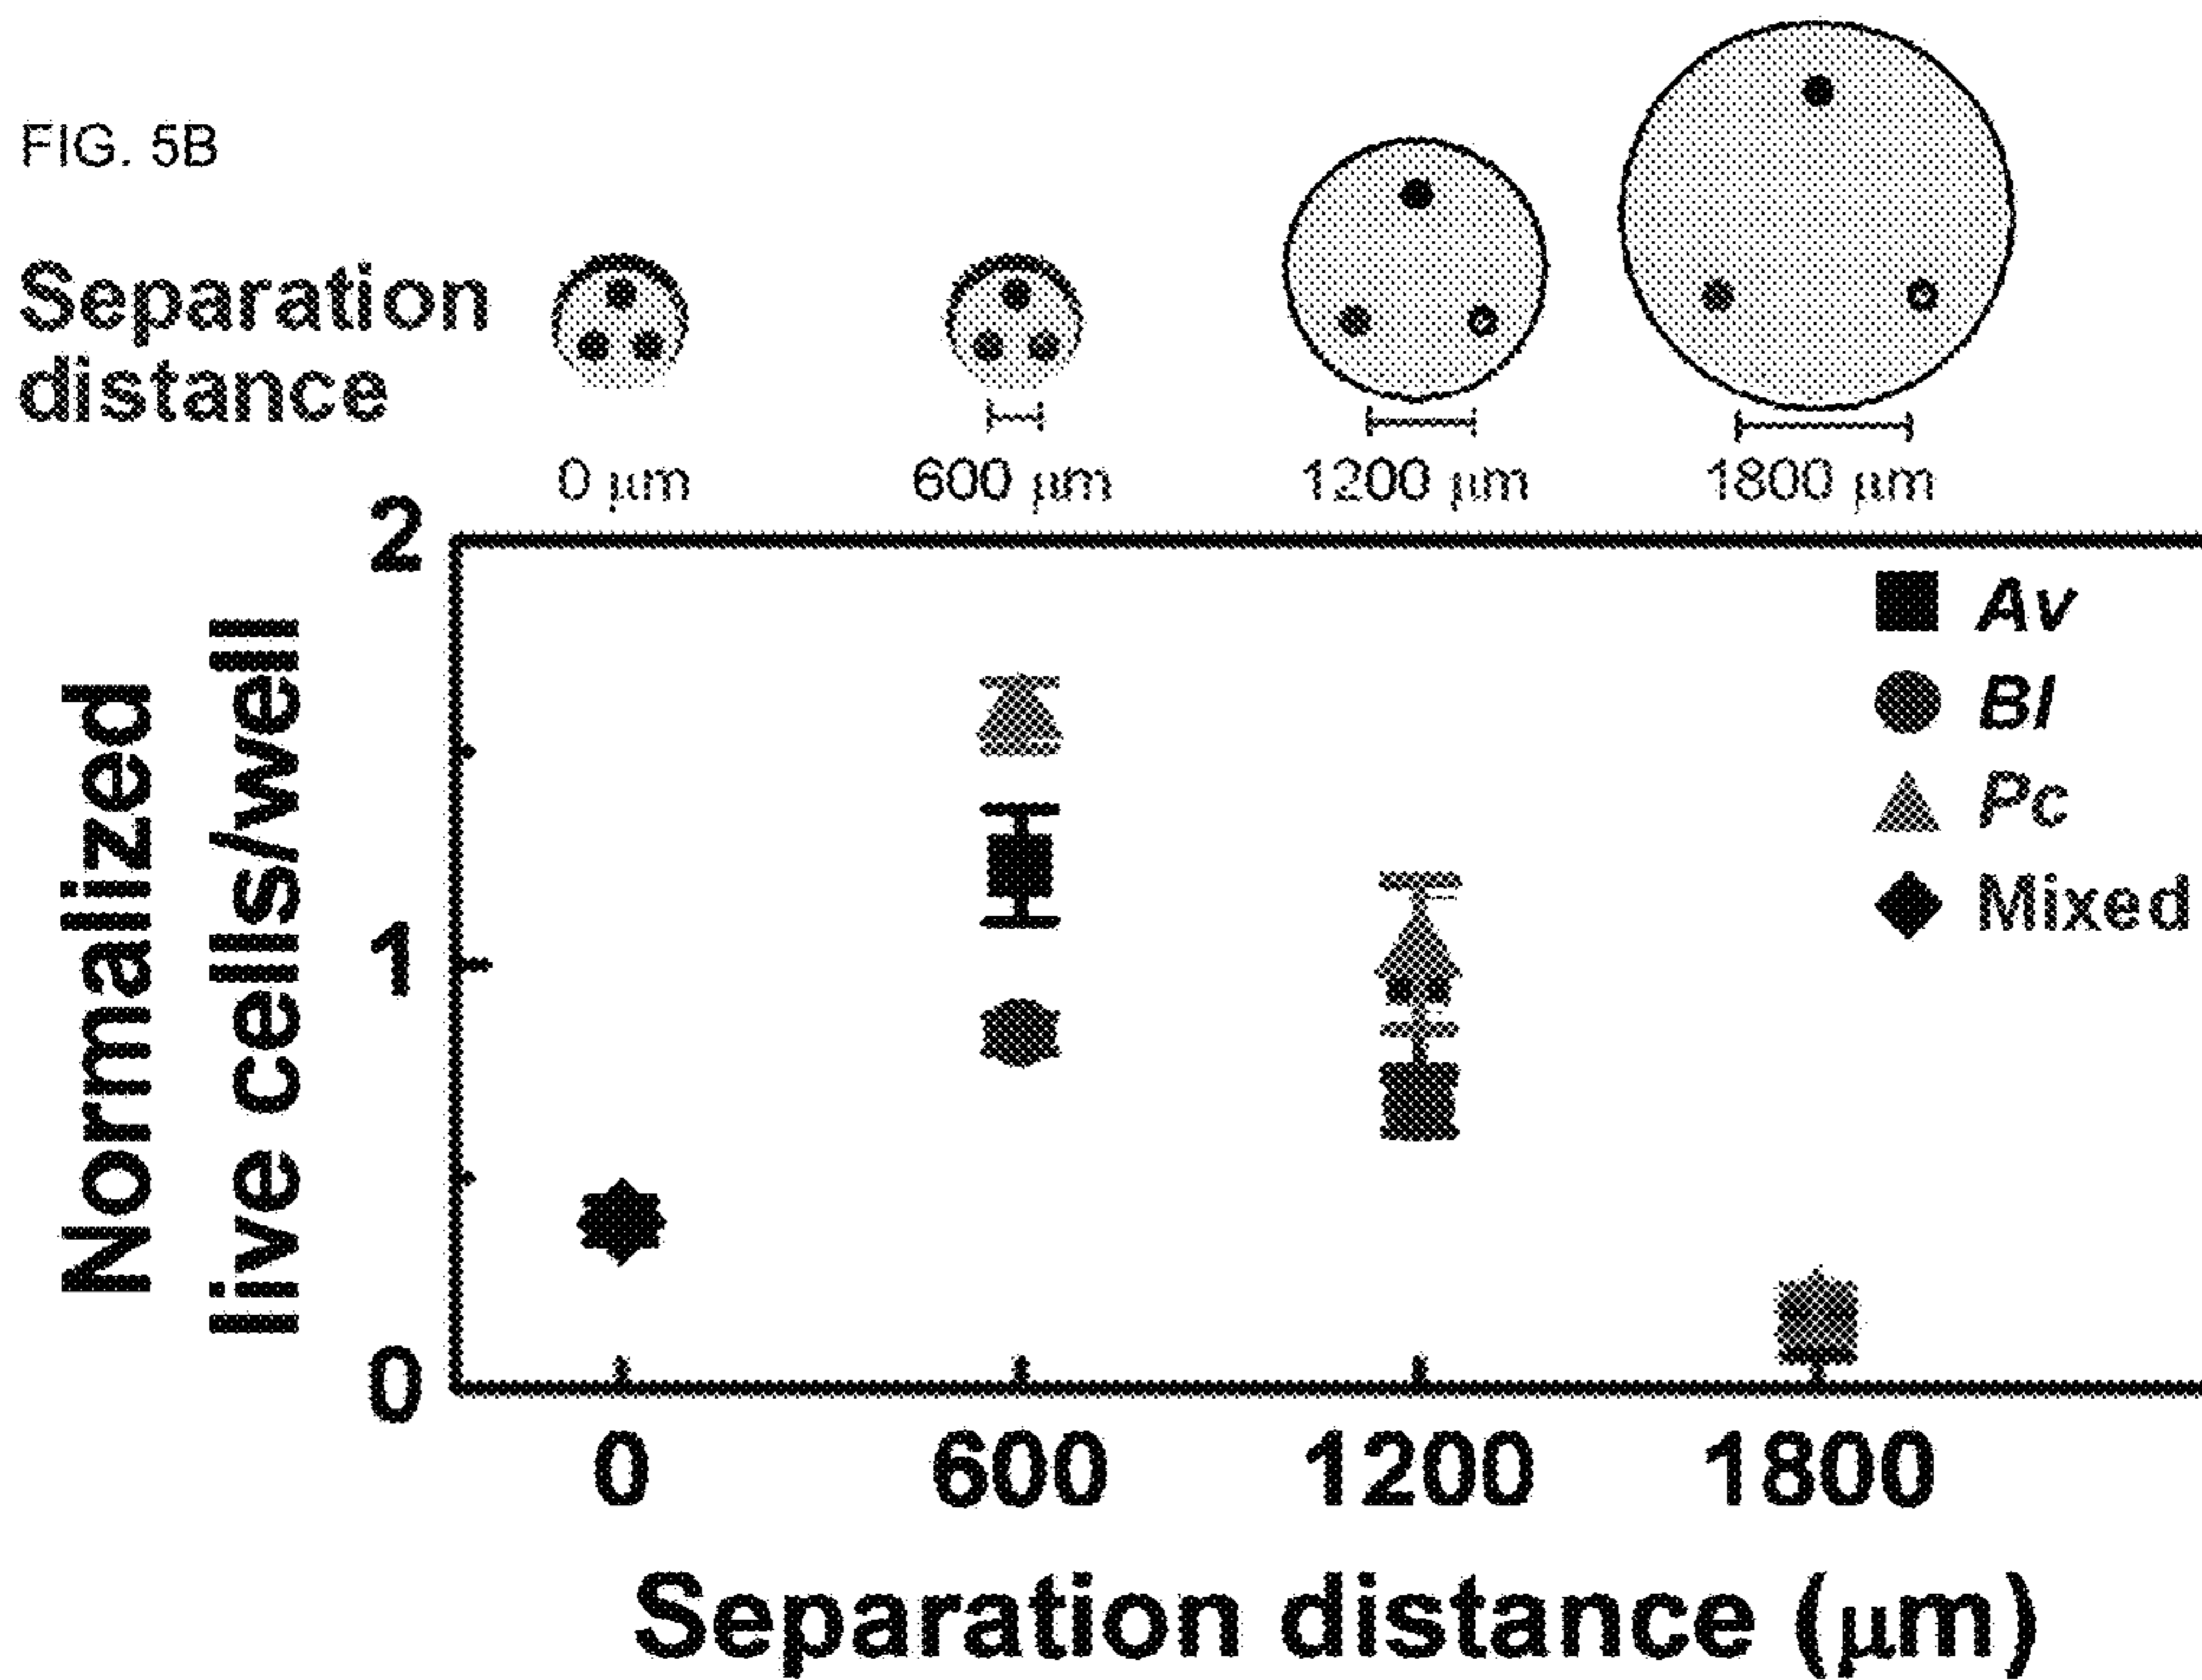 FIG. 5B
Separation
distance
0 μm
600 μm
1200 μm
1800 μm
Normalized
live cells/well
2
1
0
Av
Bl
Pc
Mixed
0
600
1200
1800
Separation distance (μm)